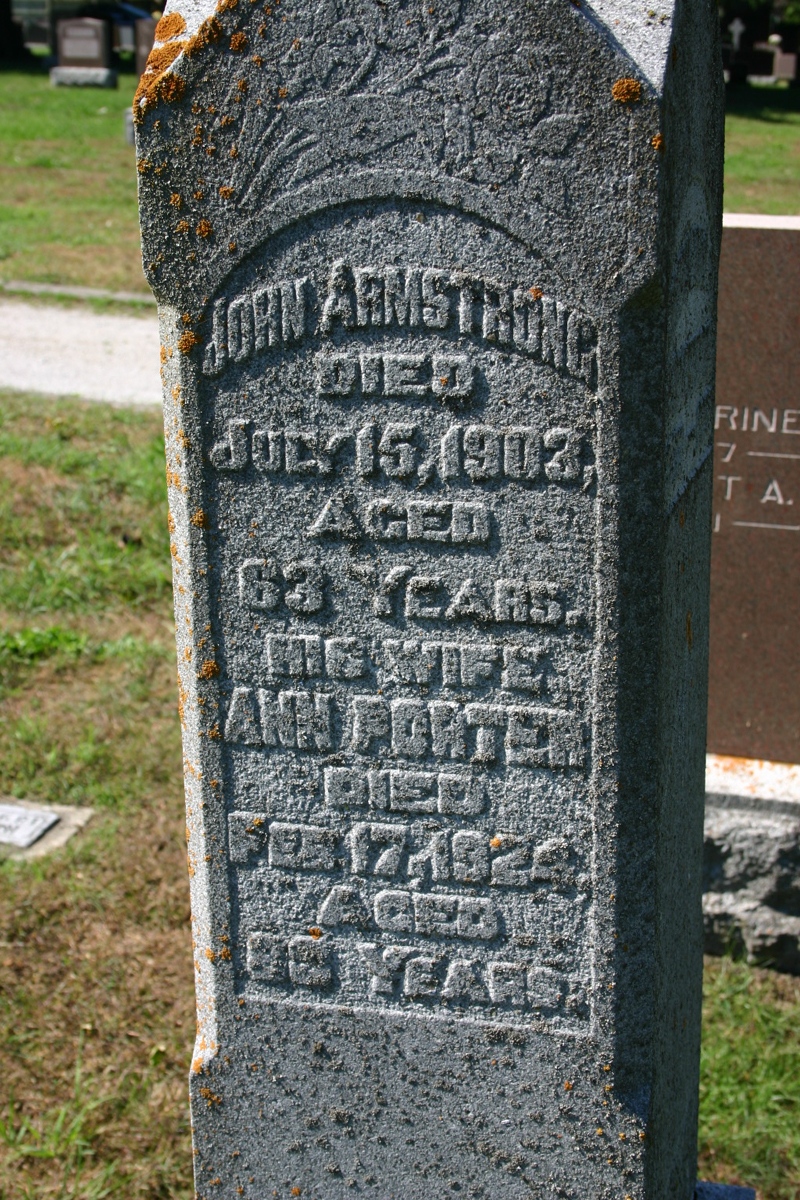 JOHN ARMSTRONG
DIED
JULY 15, 1903,
AGED
63 YEARS.
HIS WIFE
ANN PORTER
DIED
FEB. 17, 1924
AGED
YEARS.
RINE
7
T A.